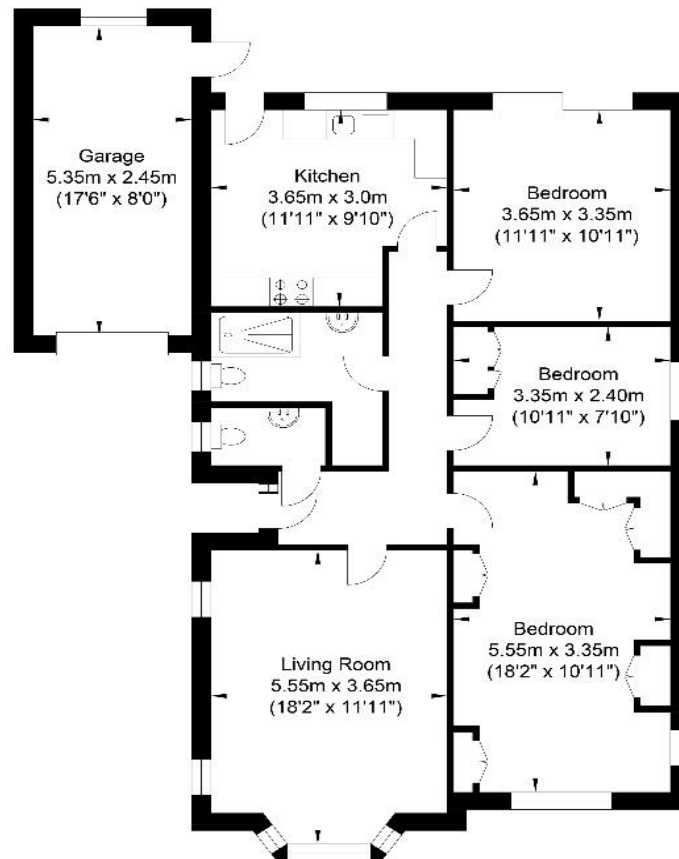 Garage
5.35m x 2.45m
(17'6" x 8'0")
Kitchen
3.65m x 3.0m
(11'11" x 9'10")
Bedroom
3.65m x 3.35m
(11'11" x 10'11")
Bedroom
3.35m x 2.40m
(10'11" x 7'10")
Living Room
5.55m x 3.65m
(18'2" x 11'11")
Bedroom
5.55m x 3.35m
(18'2" x 10'11")